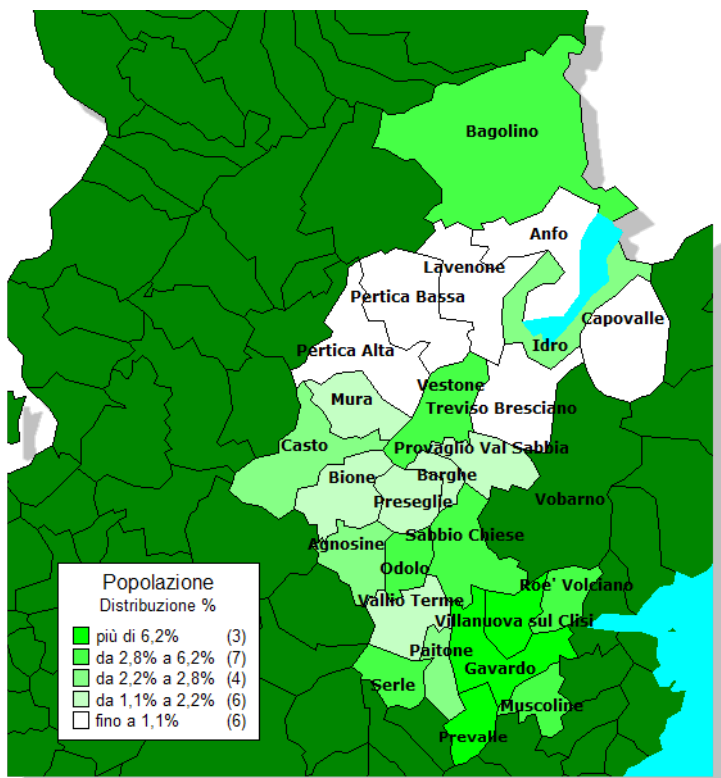 Bagolino
Anfo
Lavenone
Pertica Bassa
Capovalle
Idro
Pertica Alta
Vestone
Mura
Treviso Bresciano
Casto
Provaglio Val Sabbia
Bione
Barghe
Preseglie
Vobarno
Sabbio Chiese
Agnosine
Odolo
Roe' Volciano
Vallio Terme
Villanuova sul Clisi
Paitone
Gavardo
Serle
Muscoline
Prevalle
Popolazione
Distribuzione %
più di 6,2% (3)
da 2,8% a 6,2% (7)
da 2,2% a 2,8% (4)
da 1,1% a 2,2% (6)
fino a 1,1% (6)